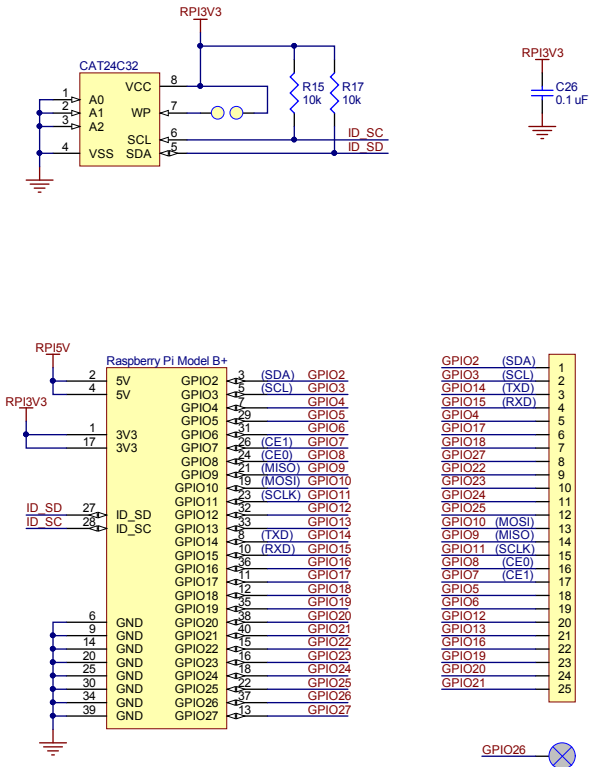 RPI3V3
CAT24C32
1 A0 VCC 8
2 A1 WP 7
3 A2 SCL 6 ID_SC
4 VSS SDA 5 ID_SD
R15 10k
R17 10k
RPI3V3
C26
0.1 uF
RPI5V
Raspberry Pi Model B+
RPI3V3
2 5V
4 5V
1 3V3
17 3V3
ID_SD 27 ID_SD
ID_SC 28 ID_SC
6 GND
9 GND
14 GND
20 GND
25 GND
30 GND
34 GND
39 GND
GPIO2 3 (SDA) GPIO2
GPIO3 5 (SCL) GPIO3
GPIO4 7 GPIO4
GPIO5 29 GPIO5
GPIO6 31 GPIO6
GPIO7 26 (CE1) GPIO7
GPIO8 24 (CE0) GPIO8
GPIO9 21 (MISO) GPIO9
GPIO10 19 (MOSI) GPIO10
GPIO11 23 (SCLK) GPIO11
GPIO12 32 GPIO12
GPIO13 33 GPIO13
GPIO14 8 (TXD) GPIO14
GPIO15 10 (RXD) GPIO15
GPIO16 36 GPIO16
GPIO17 11 GPIO17
GPIO18 12 GPIO18
GPIO19 35 GPIO19
GPIO20 38 GPIO20
GPIO21 40 GPIO21
GPIO22 15 GPIO22
GPIO23 16 GPIO23
GPIO24 18 GPIO24
GPIO25 22 GPIO25
GPIO26 37 GPIO26
GPIO27 13 GPIO27
GPIO2 (SDA) 1
GPIO3 (SCL) 2
GPIO14 (TXD) 3
GPIO15 (RXD) 4
GPIO4 5
GPIO17 6
GPIO18 7
GPIO27 8
GPIO22 9
GPIO23 10
GPIO24 11
GPIO25 12
GPIO10 (MOSI) 13
GPIO9 (MISO) 14
GPIO11 (SCLK) 15
GPIO8 (CE0) 16
GPIO7 (CE1) 17
GPIO5 18
GPIO6 19
GPIO12 20
GPIO13 21
GPIO16 22
GPIO19 23
GPIO20 24
GPIO21 25
GPIO26